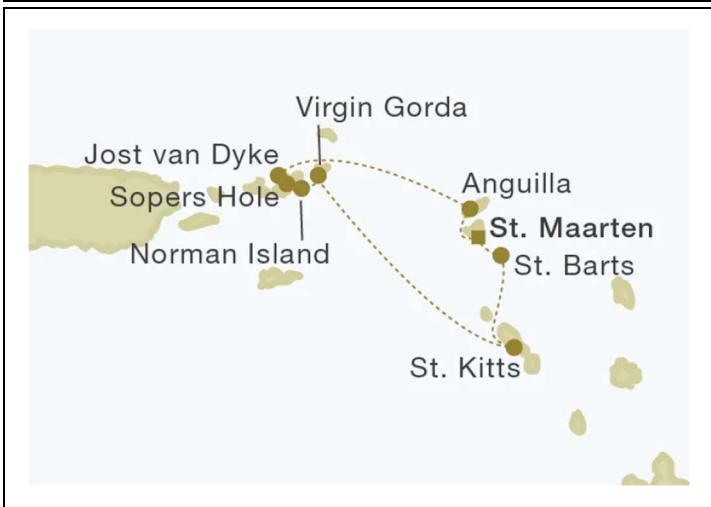 Virgin Gorda
Jost van Dyke
Anguilla
Sopers Hole
St. Maarten
Norman Island
St. Barts
St. Kitts